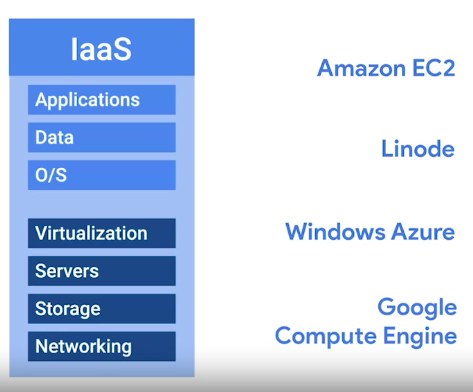 IaaS
Applications
Data
O/S
Virtualization
Servers
Storage
Networking
Amazon EC2
Linode
Windows Azure
Google
Compute Engine